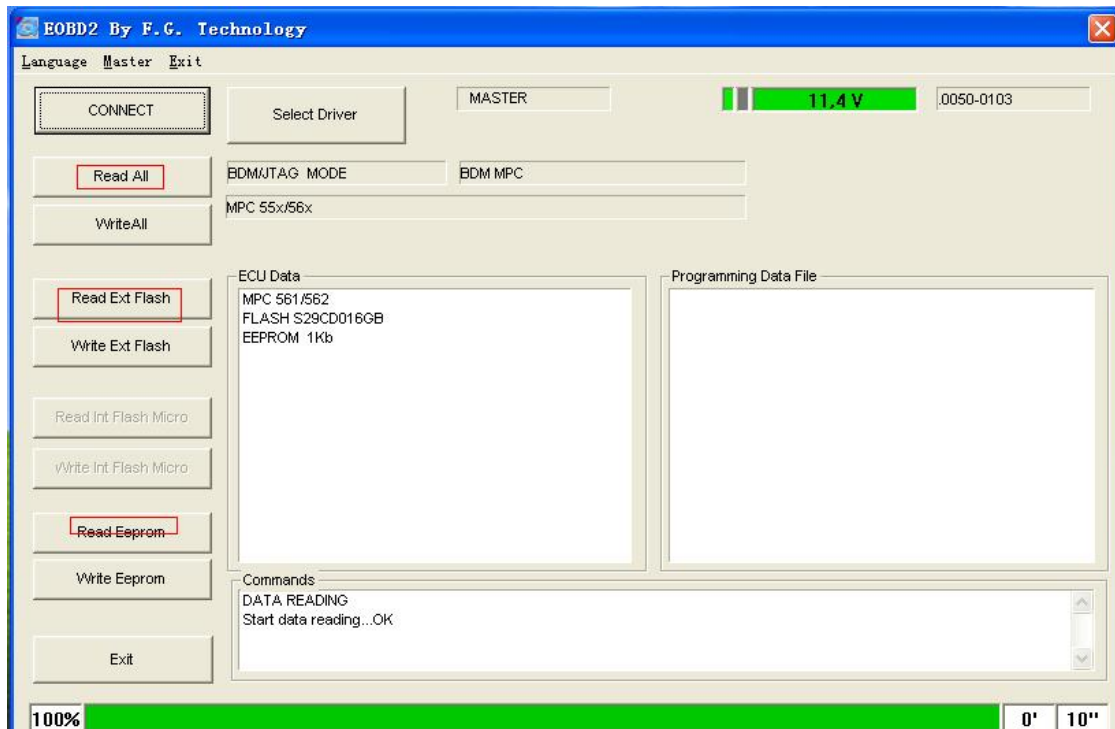 EOBD2 By F.G. Technology
Language Master Exit
CONNECT
Select Driver
MASTER
11,4 V
.0050-0103
Read All
BDM/JTAG MODE
BDM MPC
WriteAll
MPC 55x/56x
Read Ext Flash
Write Ext Flash
Read Int Flash Micro
Write Int Flash Micro
Read Eeprom
Write Eeprom
Exit
ECU Data
MPC 561/562
FLASH S29CD016GB
EEPROM 1Kb
Programming Data File
Commands
DATA READING
Start data reading...OK
100%
0' 10"